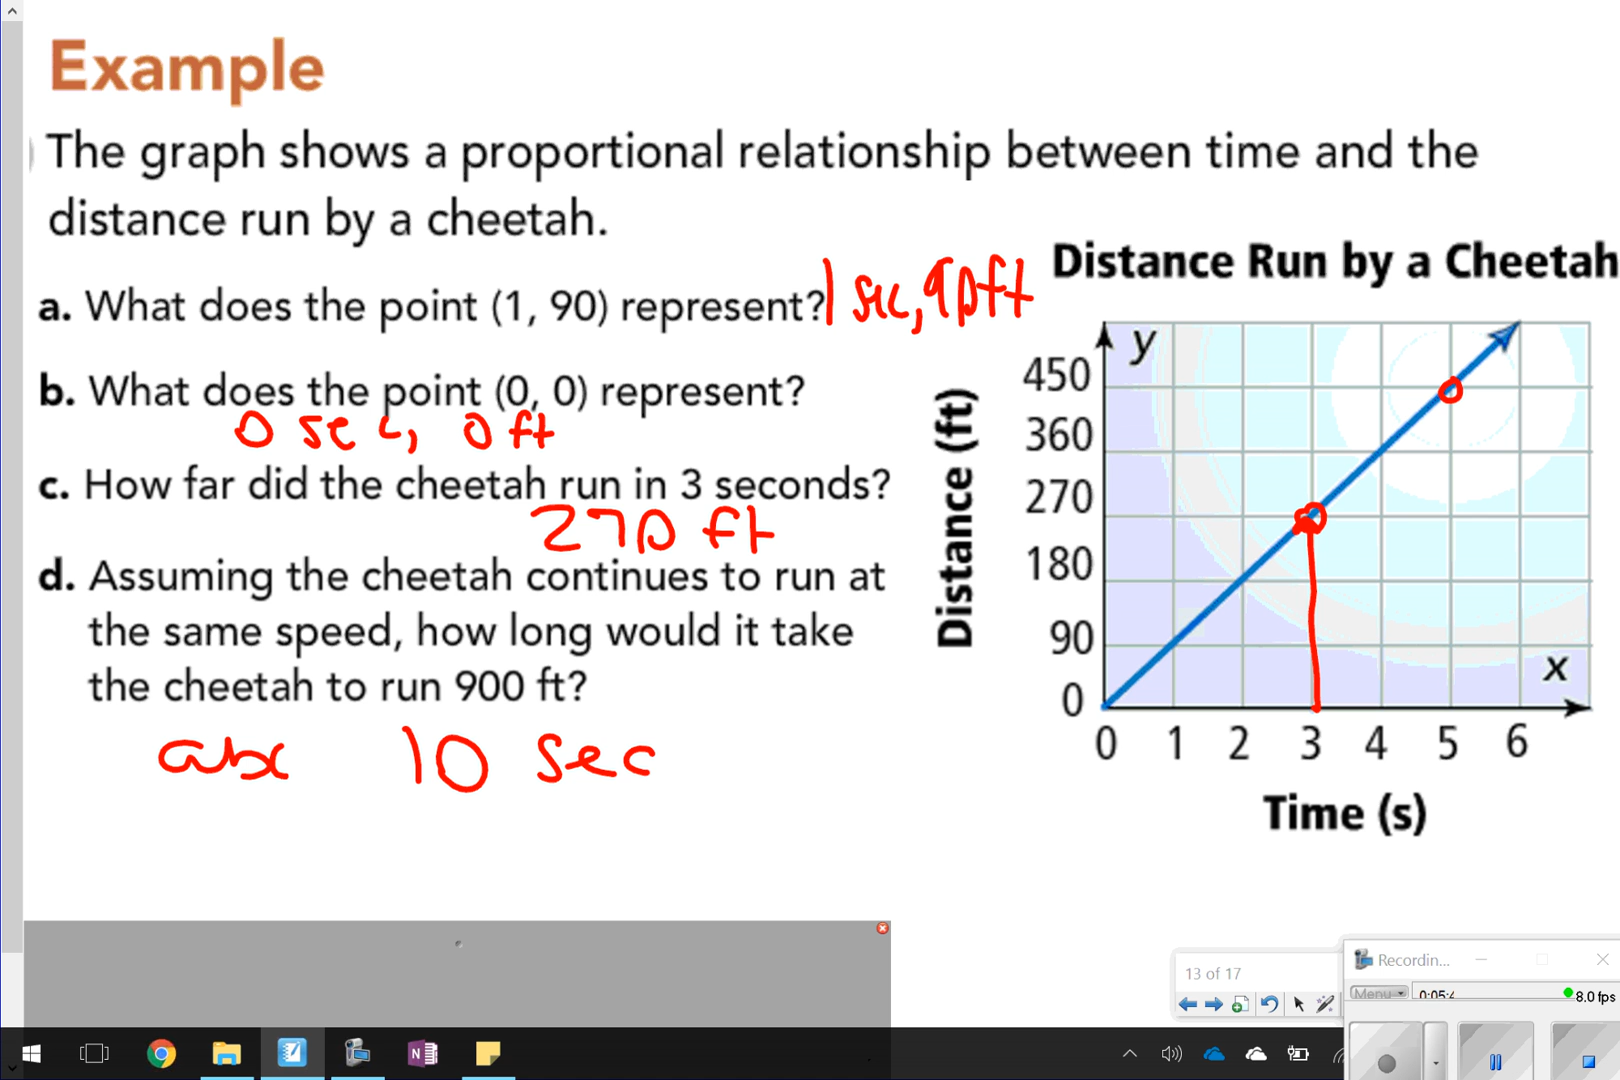 Example
The graph shows a proportional relationship between time and the
distance run by a cheetah.
a. What does the point (1, 90) represent? 1 sec, 90ft
b. What does the point (0, 0) represent?
0 sec, 0 ft
c. How far did the cheetah run in 3 seconds?
270 ft
d. Assuming the cheetah continues to run at
the same speed, how long would it take
the cheetah to run 900 ft?
10 sec
Distance Run by a Cheetah
y
450
360
270
180
90
0
Distance (ft)
x
0 1 2 3 4 5 6
Time (s)
13 of 17
Recordin...
Menu
0:05:4
8.0 fps
N